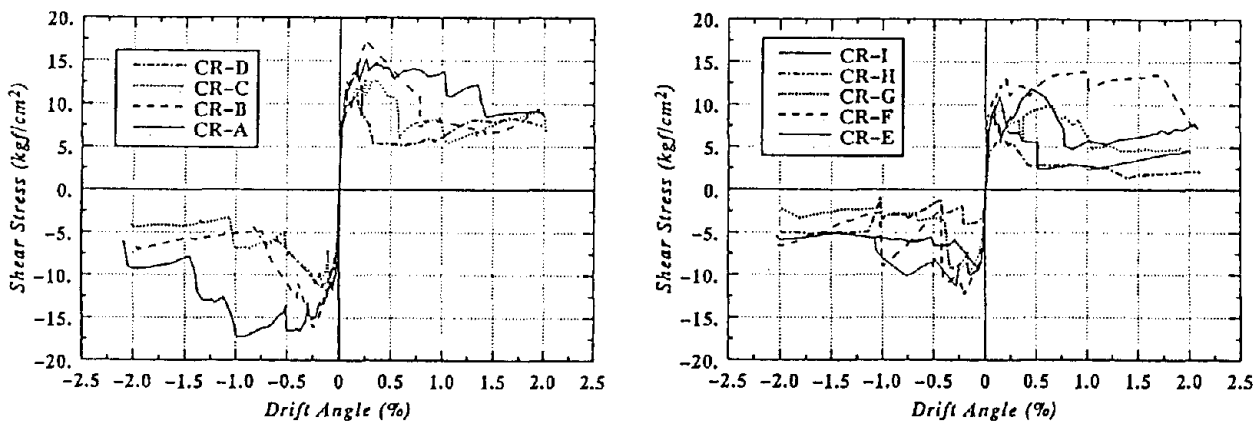 20.
15.
10.
5.
0
-5.
-10.
-15.
-20.
Shear Stress (kgf/cm2)
CR-D
CR-C
CR-B
CR-A
-2.5 -2.0 -1.5 -1.0 -0.5 0 0.5 1.0 1.5 2.0 2.5
Drift Angle (%)
20.
15.
10.
5.
0
-5.
-10.
-15.
-20.
Shear Stress (kgf/cm2)
CR-I
CR-H
CR-G
CR-F
CR-E
-2.5 -2.0 -1.5 -1.0 -0.5 0 0.5 1.0 1.5 2.0 2.5
Drift Angle (%)